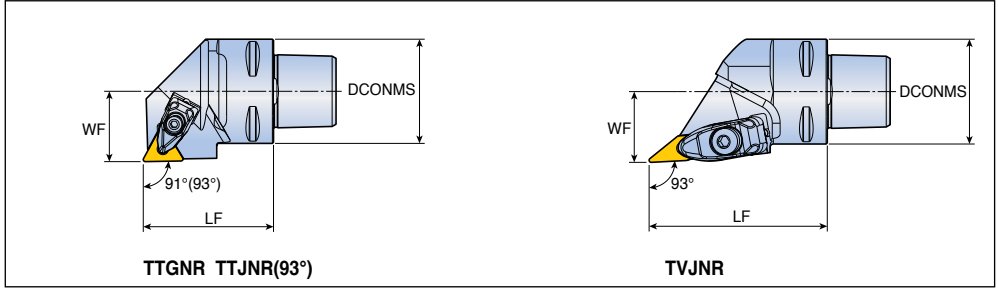 DCONMS
WF
91°(93°)
LF
TTGNR TTJNR(93°)
DCONMS
WF
93°
LF
TVJNR